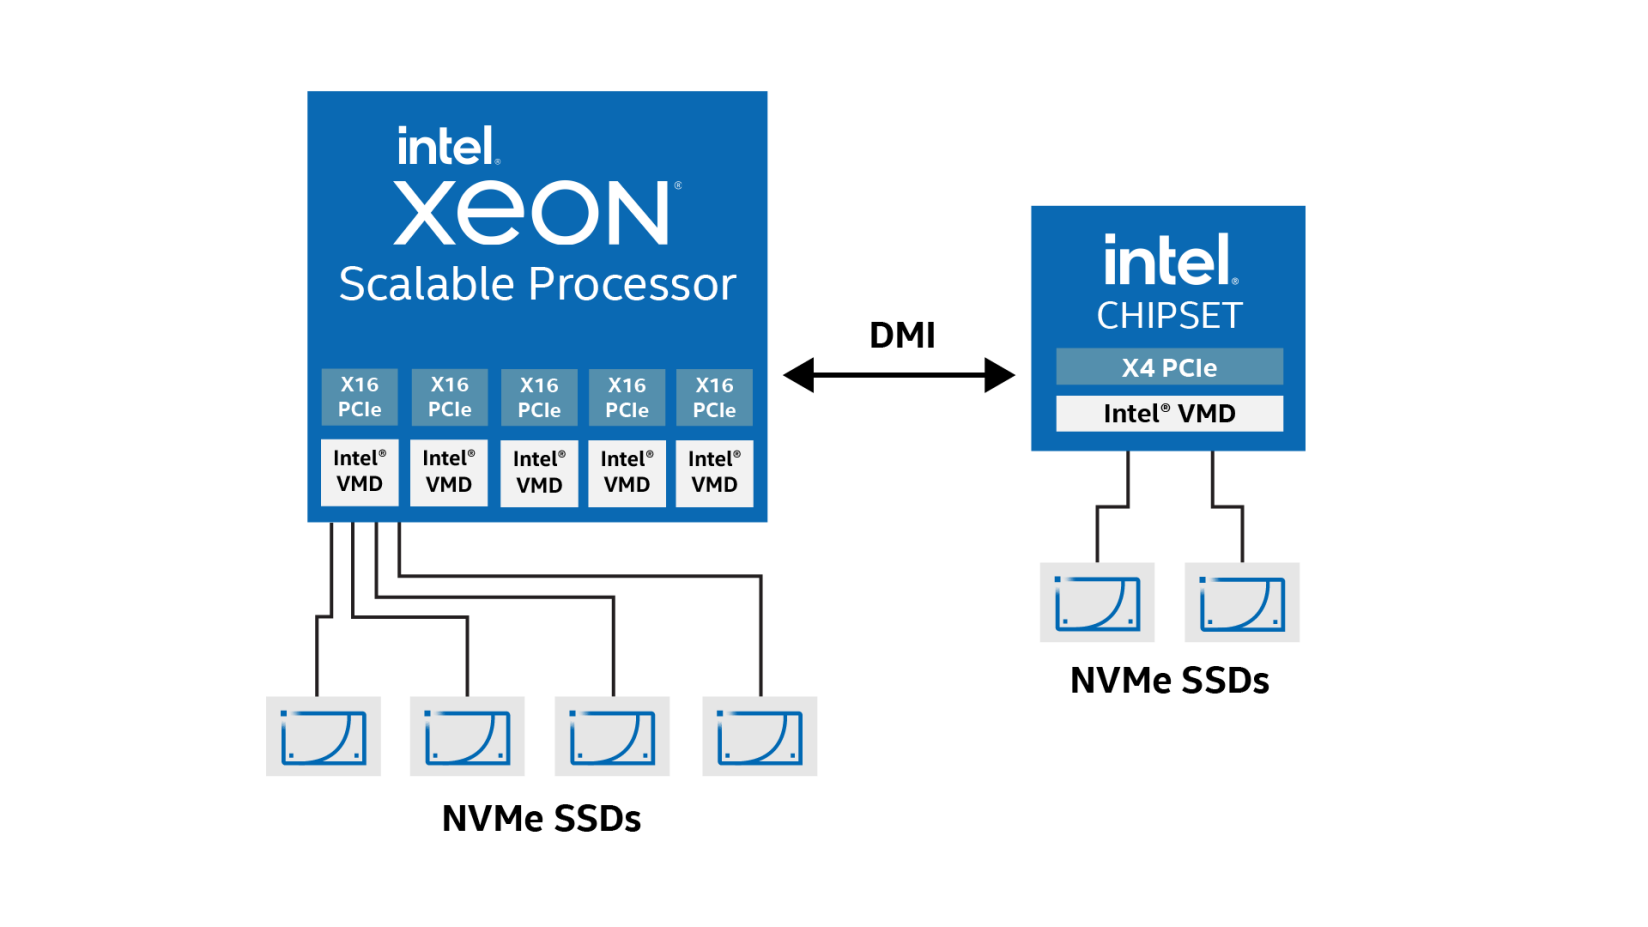 intel®
xeon®
Scalable Processor
X16 X16 X16 X16 X16
PCIe PCIe PCIe PCIe PCIe
Intel® Intel® Intel® Intel® Intel®
VMD VMD VMD VMD VMD
NVMe SSDs
DMI
intel®
CHIPSET
X4 PCIe
Intel® VMD
NVMe SSDs